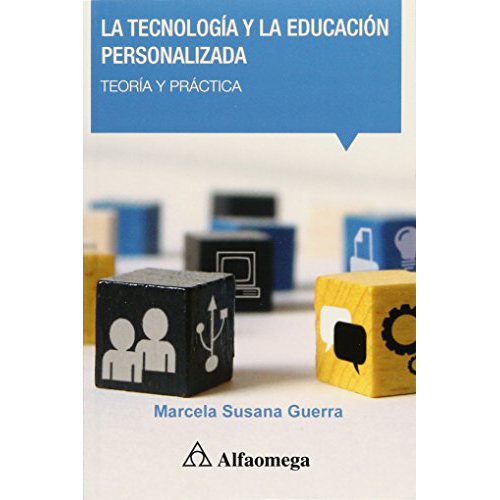 LA TECNOLOGÍA Y LA EDUCACIÓN
PERSONALIZADA
TEORÍA Y PRÁCTICA
Marcela Susana Guerra
Alfaomega